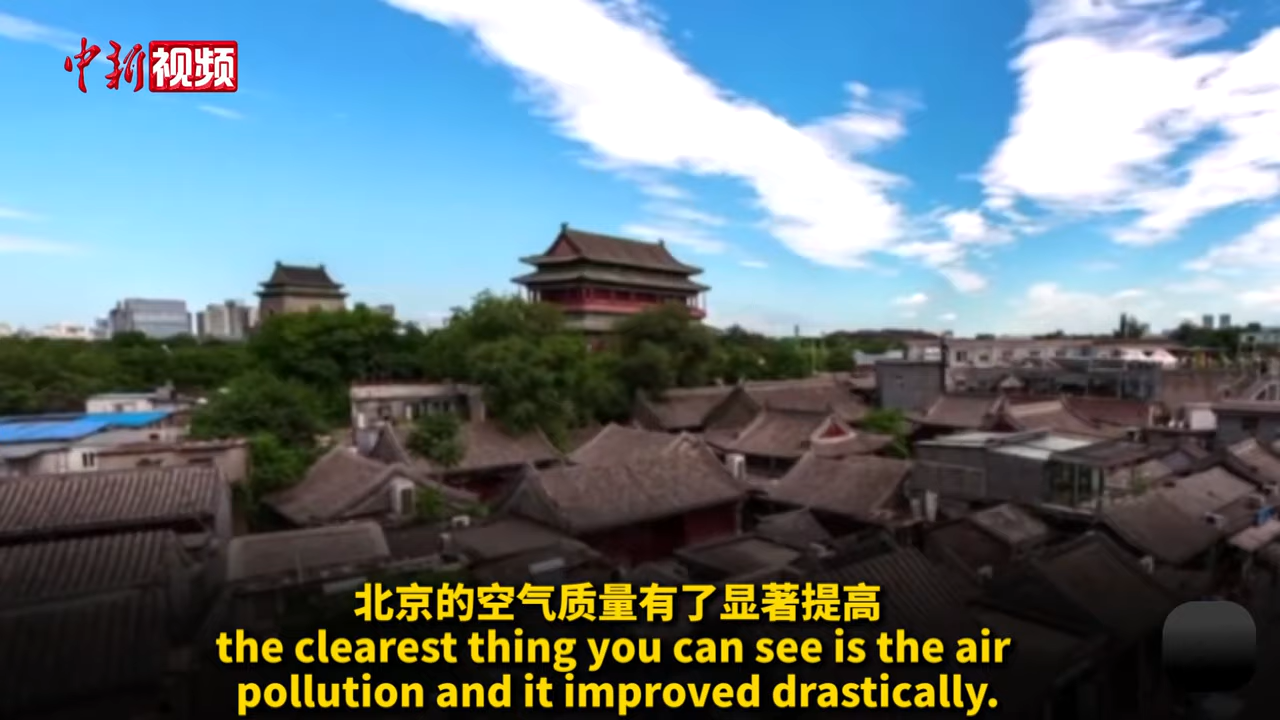 中新视频
北京的空气质量有了显著提高
the clearest thing you can see is the air
pollution and it improved drastically.